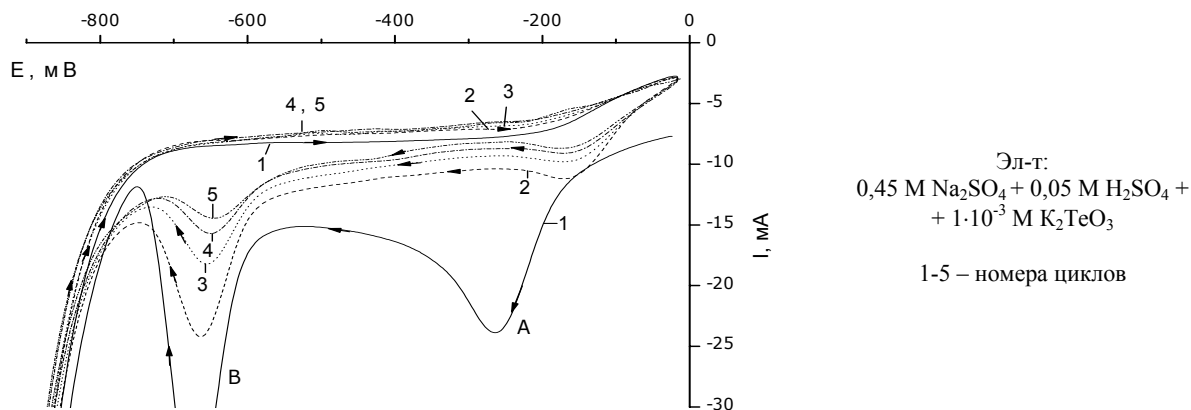 -800 -600 -400 -200 0
0
E , мВ
4 , 5 2 3
-5
1
-10
5 2 1
4
-15
3
-20
A
-25
B
-30
I, мА
Эл-т:
0,45 М Na₂SO₄ + 0,05 М H₂SO₄ +
+ 1·10⁻³ М K₂TeO₃
1-5 – номера циклов